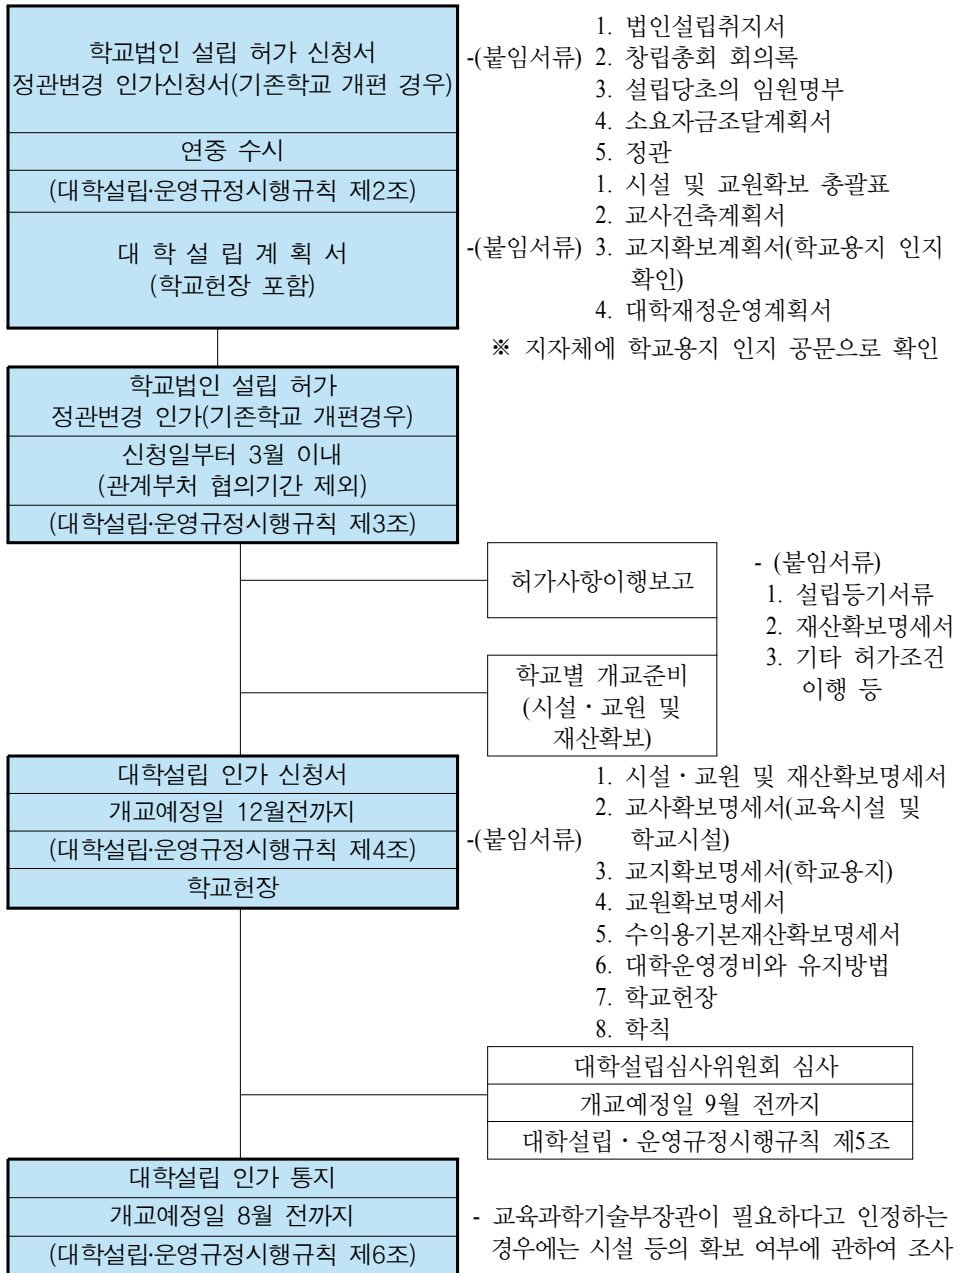 학교법인 설립 허가 신청서
정관변경 인가신청서(기존학교 개편 경우)
연중 수시
(대학설립·운영규정시행규칙 제2조)
대 학 설 립 계 획 서
(학교헌장 포함)
-(붙임서류)
1. 법인설립취지서
2. 창립총회 회의록
3. 설립당초의 임원명부
4. 소요자금조달계획서
5. 정관
-(붙임서류)
1. 시설 및 교원확보 총괄표
2. 교사건축계획서
3. 교지확보계획서(학교용지 인지
확인)
4. 대학재정운영계획서
※ 지자체에 학교용지 인지 공문으로 확인
학교법인 설립 허가
정관변경 인가(기존학교 개편경우)
신청일부터 3월 이내
(관계부처 협의기간 제외)
(대학설립·운영규정시행규칙 제3조)
허가사항이행보고
- (붙임서류)
1. 설립등기서류
2. 재산확보명세서
3. 기타 허가조건
이행 등
학교별 개교준비
(시설·교원 및
재산확보)
대학설립 인가 신청서
개교예정일 12월전까지
(대학설립·운영규정시행규칙 제4조)
학교헌장
-(붙임서류)
1. 시설·교원 및 재산확보명세서
2. 교사확보명세서(교육시설 및
학교시설)
3. 교지확보명세서(학교용지)
4. 교원확보명세서
5. 수익용기본재산확보명세서
6. 대학운영경비와 유지방법
7. 학교헌장
8. 학칙
대학설립심사위원회 심사
개교예정일 9월 전까지
대학설립·운영규정시행규칙 제5조
대학설립 인가 통지
개교예정일 8월 전까지
(대학설립·운영규정시행규칙 제6조)
- 교육과학기술부장관이 필요하다고 인정하는
경우에는 시설 등의 확보 여부에 관하여 조사